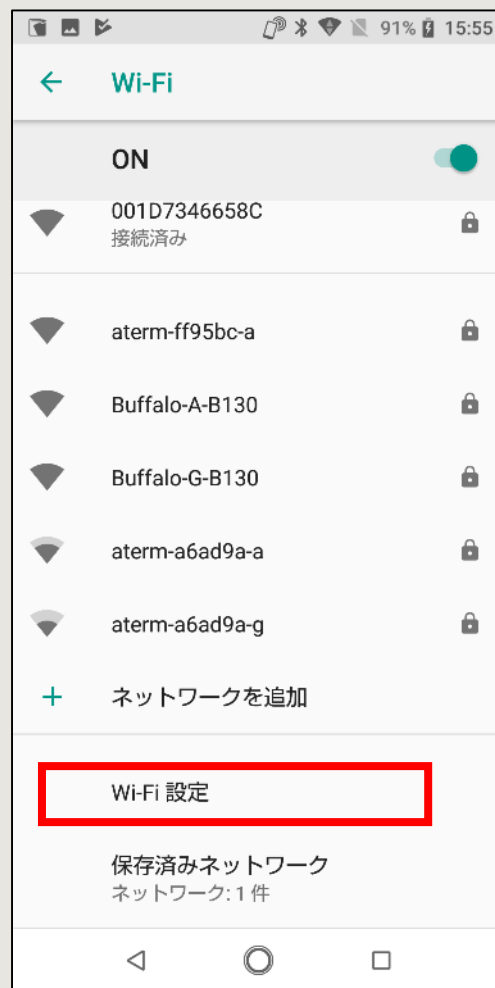 91% 15:55
Wi-Fi
ON
001D7346658C
接続済み
aterm-ff95bc-a
Buffalo-A-B130
Buffalo-G-B130
aterm-a6ad9a-a
aterm-a6ad9a-g
ネットワークを追加
Wi-Fi 設定
保存済みネットワーク
ネットワーク: 1 件